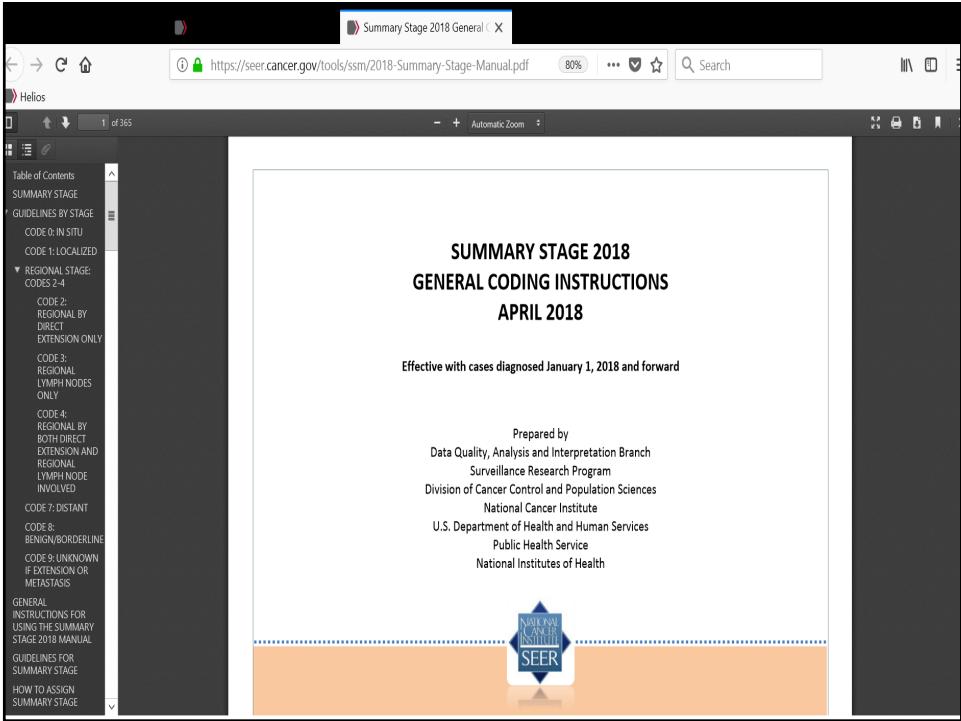 Summary Stage 2018 General C
https://seer.cancer.gov/tools/ssm/2018-Summary-Stage-Manual.pdf
80%
Search
Helios
1 of 365
Automatic Zoom
Table of Contents
SUMMARY STAGE
GUIDELINES BY STAGE
CODE 0: IN SITU
CODE 1: LOCALIZED
REGIONAL STAGE:
CODES 2-4
CODE 2:
REGIONAL BY
DIRECT
EXTENSION ONLY
CODE 3:
REGIONAL
LYMPH NODES
ONLY
CODE 4:
REGIONAL BY
BOTH DIRECT
EXTENSION AND
REGIONAL
LYMPH NODE
INVOLVED
CODE 7: DISTANT
CODE 8:
BENIGN/BORDERLINE
CODE 9: UNKNOWN
IF EXTENSION OR
METASTASIS
GENERAL
INSTRUCTIONS FOR
USING THE SUMMARY
STAGE 2018 MANUAL
GUIDELINES FOR
SUMMARY STAGE
HOW TO ASSIGN
SUMMARY STAGE
SUMMARY STAGE 2018
GENERAL CODING INSTRUCTIONS
APRIL 2018
Effective with cases diagnosed January 1, 2018 and forward
Prepared by
Data Quality, Analysis and Interpretation Branch
Surveillance Research Program
Division of Cancer Control and Population Sciences
National Cancer Institute
U.S. Department of Health and Human Services
Public Health Service
National Institutes of Health
NATIONAL
CANCER
INSTITUTE
SEER